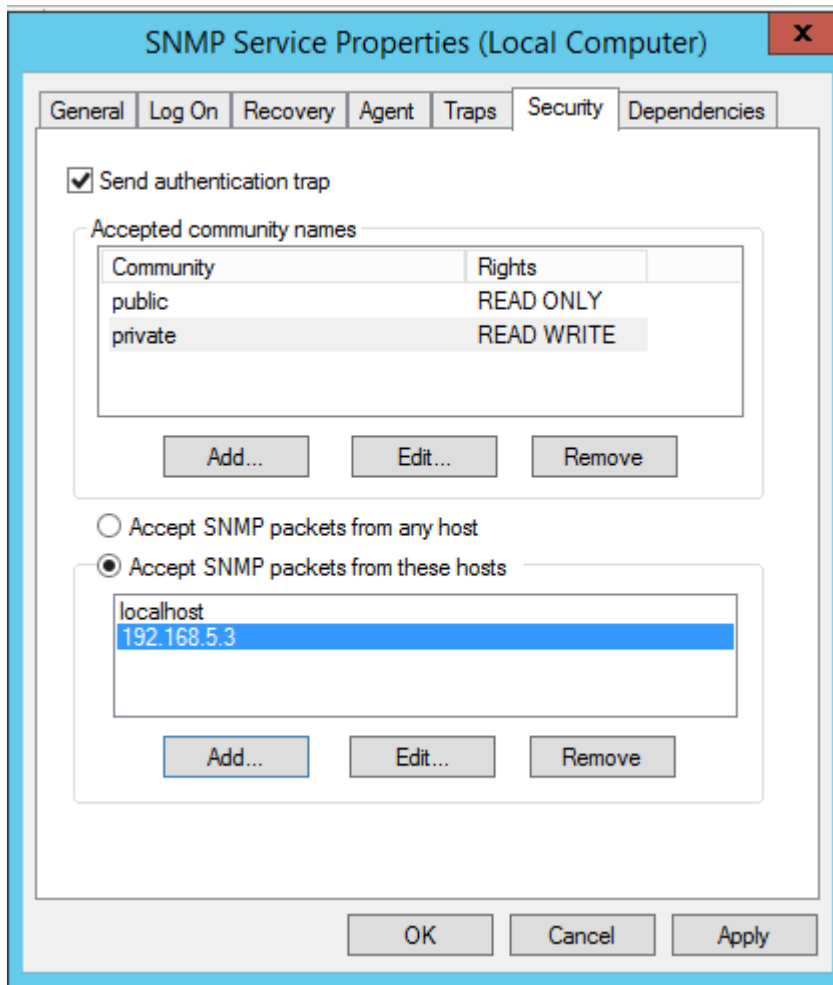 SNMP Service Properties (Local Computer)
x
General Log On Recovery Agent Traps Security Dependencies
Send authentication trap
Accepted community names
Community Rights
public READ ONLY
private READ WRITE
Add... Edit... Remove
Accept SNMP packets from any host
Accept SNMP packets from these hosts
localhost
192.168.5.3
Add... Edit... Remove
OK Cancel Apply